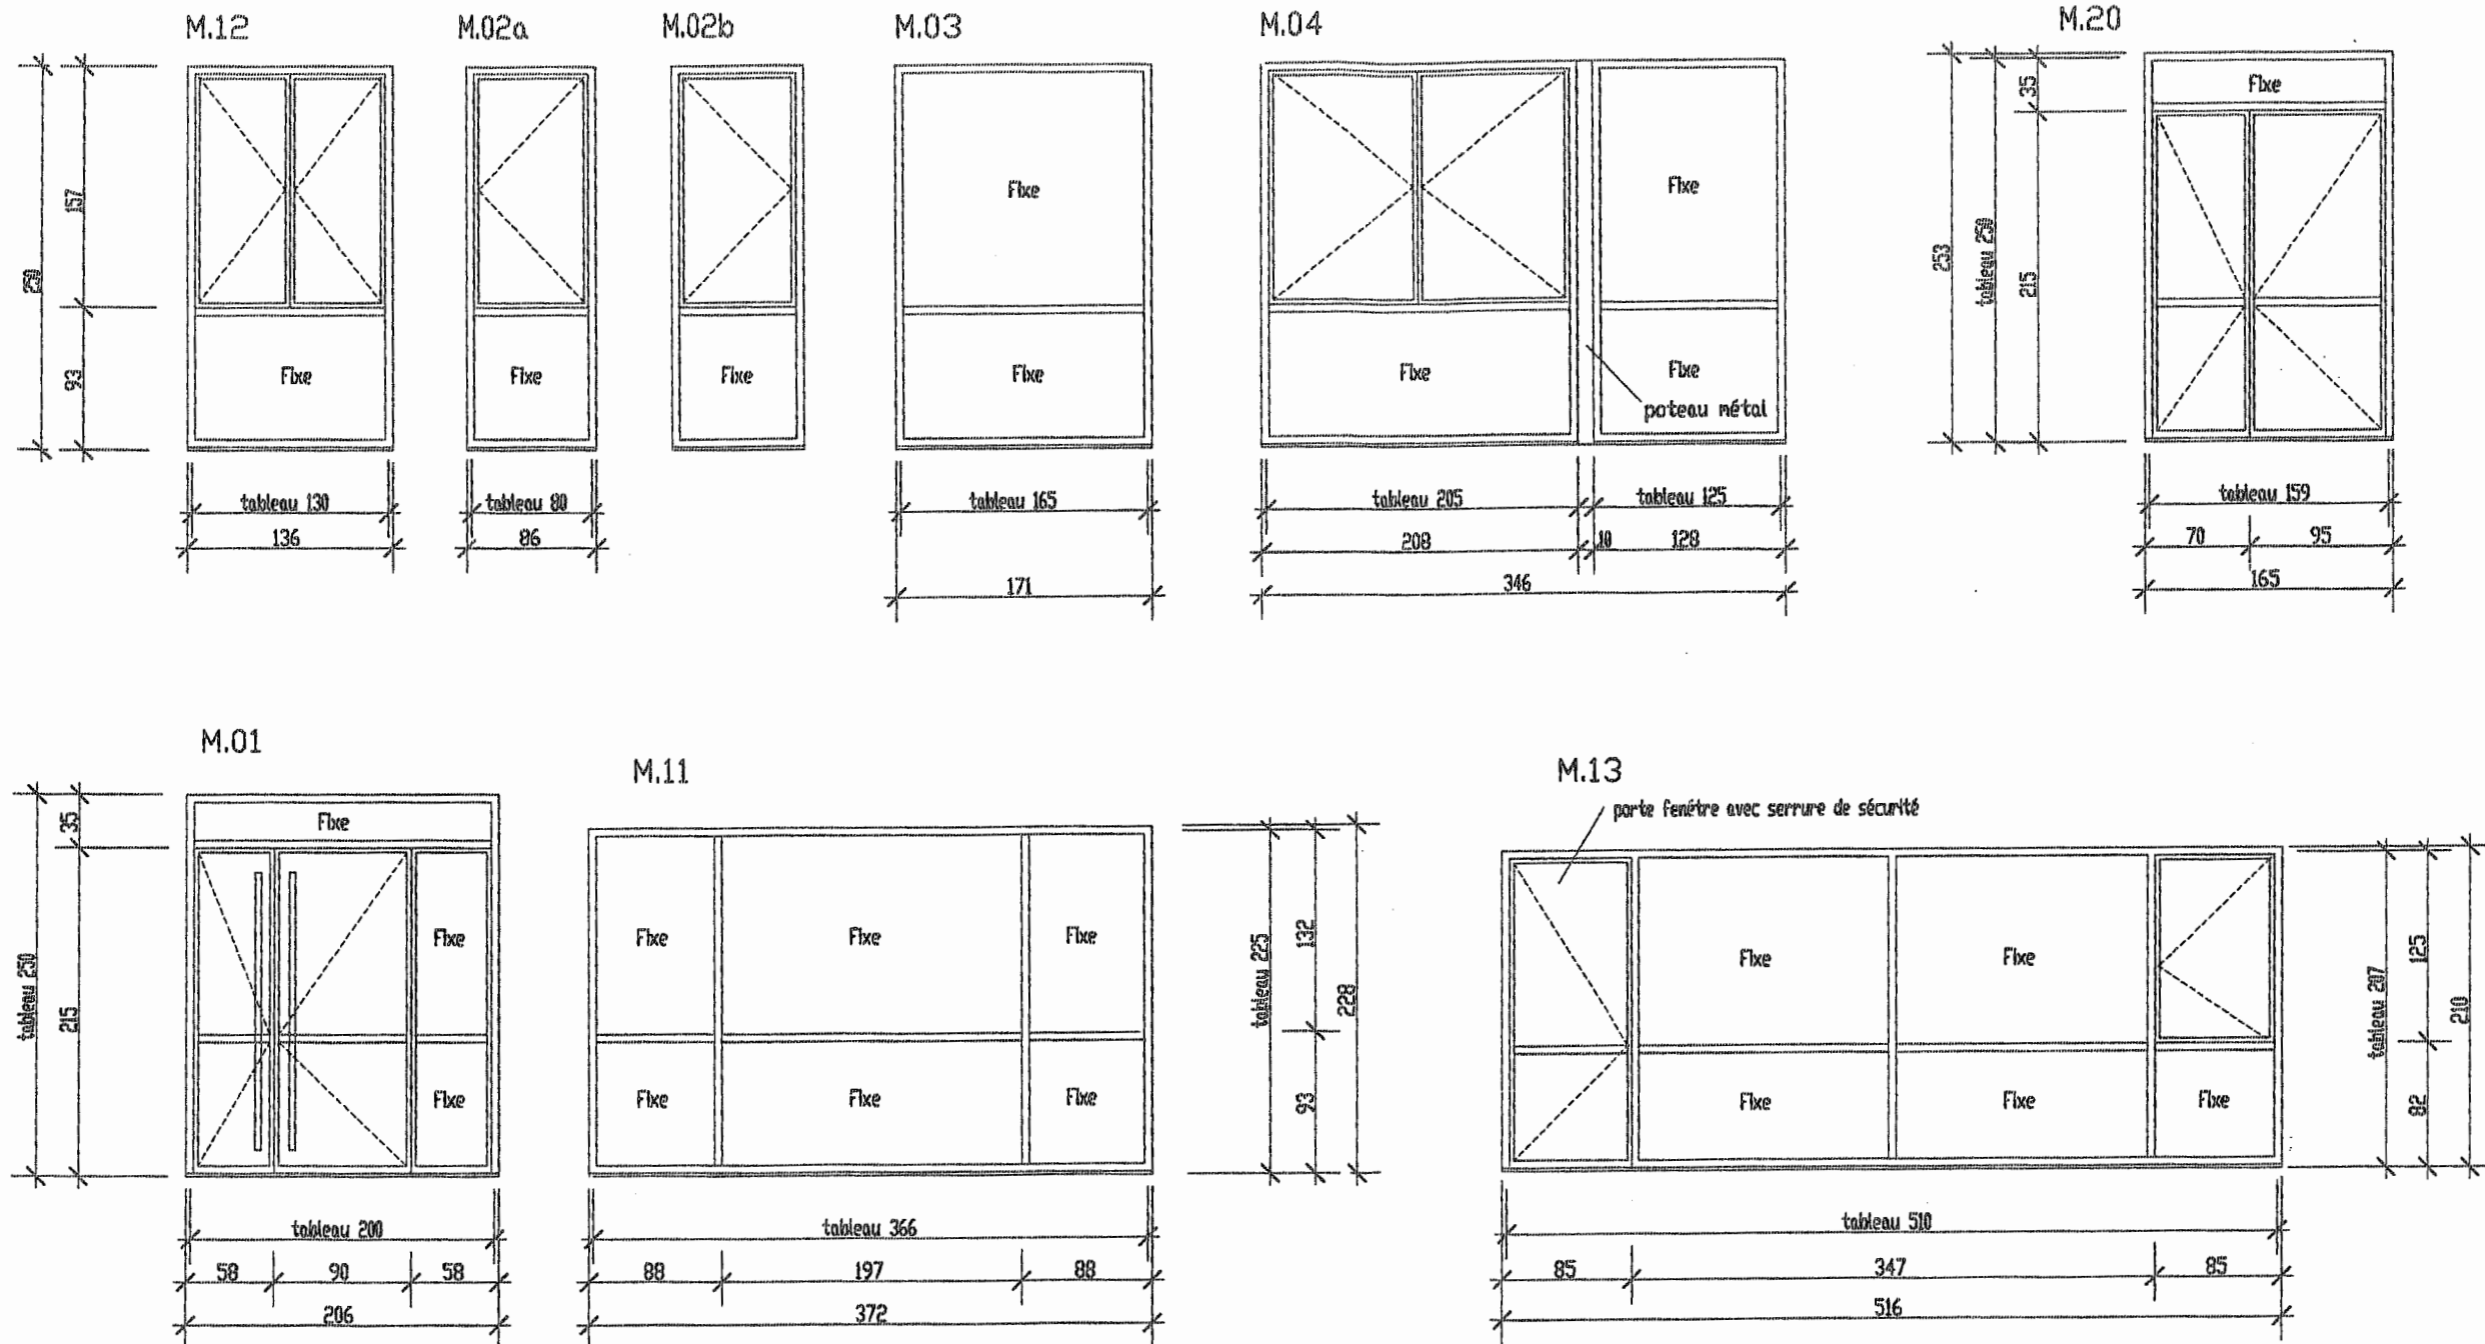 M.12
M.02a
M.02b
M.03
M.04
M.20
250
157
93
Fixe
tableau 130
136
Fixe
tableau 80
86
Fixe
Fixe
Fixe
tableau 165
171
Fixe
Fixe
Fixe
poteau métal
tableau 205
tableau 125
208
10
128
346
253
tableau 250
35
215
Fixe
tableau 159
70
95
165
M.01
M.11
M.13
tableau 250
35
215
Fixe
Fixe
Fixe
tableau 200
58
90
58
206
Fixe
Fixe
Fixe
Fixe
Fixe
Fixe
tableau 225
132
93
228
tableau 366
88
197
88
372
porte fenétre avec serrure de sécurité
Fixe
Fixe
Fixe
Fixe
Fixe
tableau 207
125
82
210
tableau 510
85
347
85
516